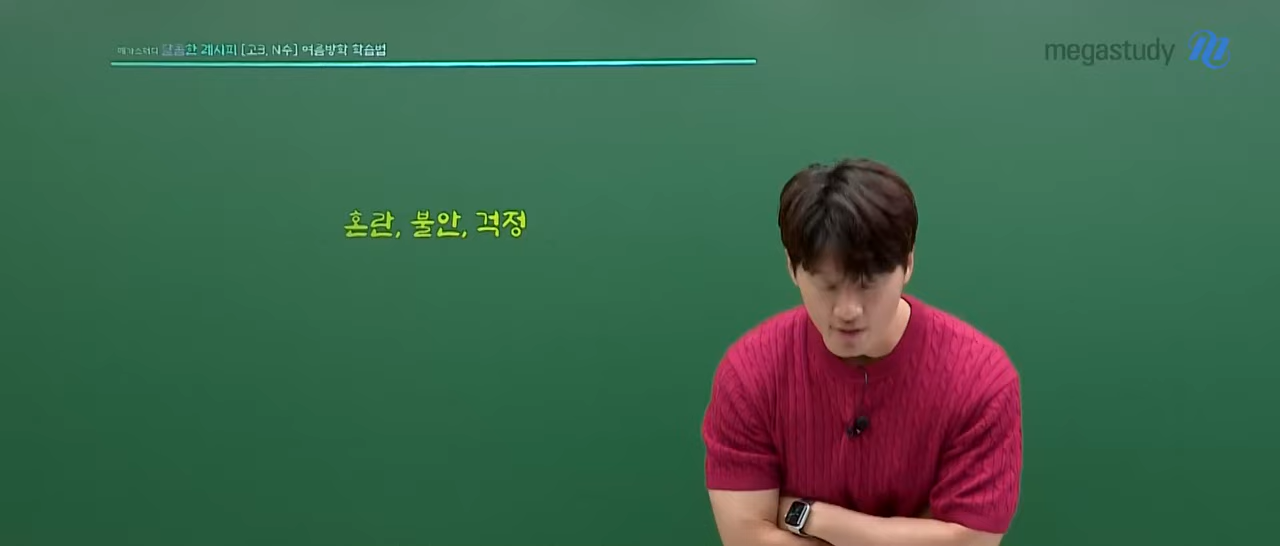 메가스터디 달콤한 레시피 [고3, N수] 여름방학 학습법
megastudy
혼란, 불안, 걱정